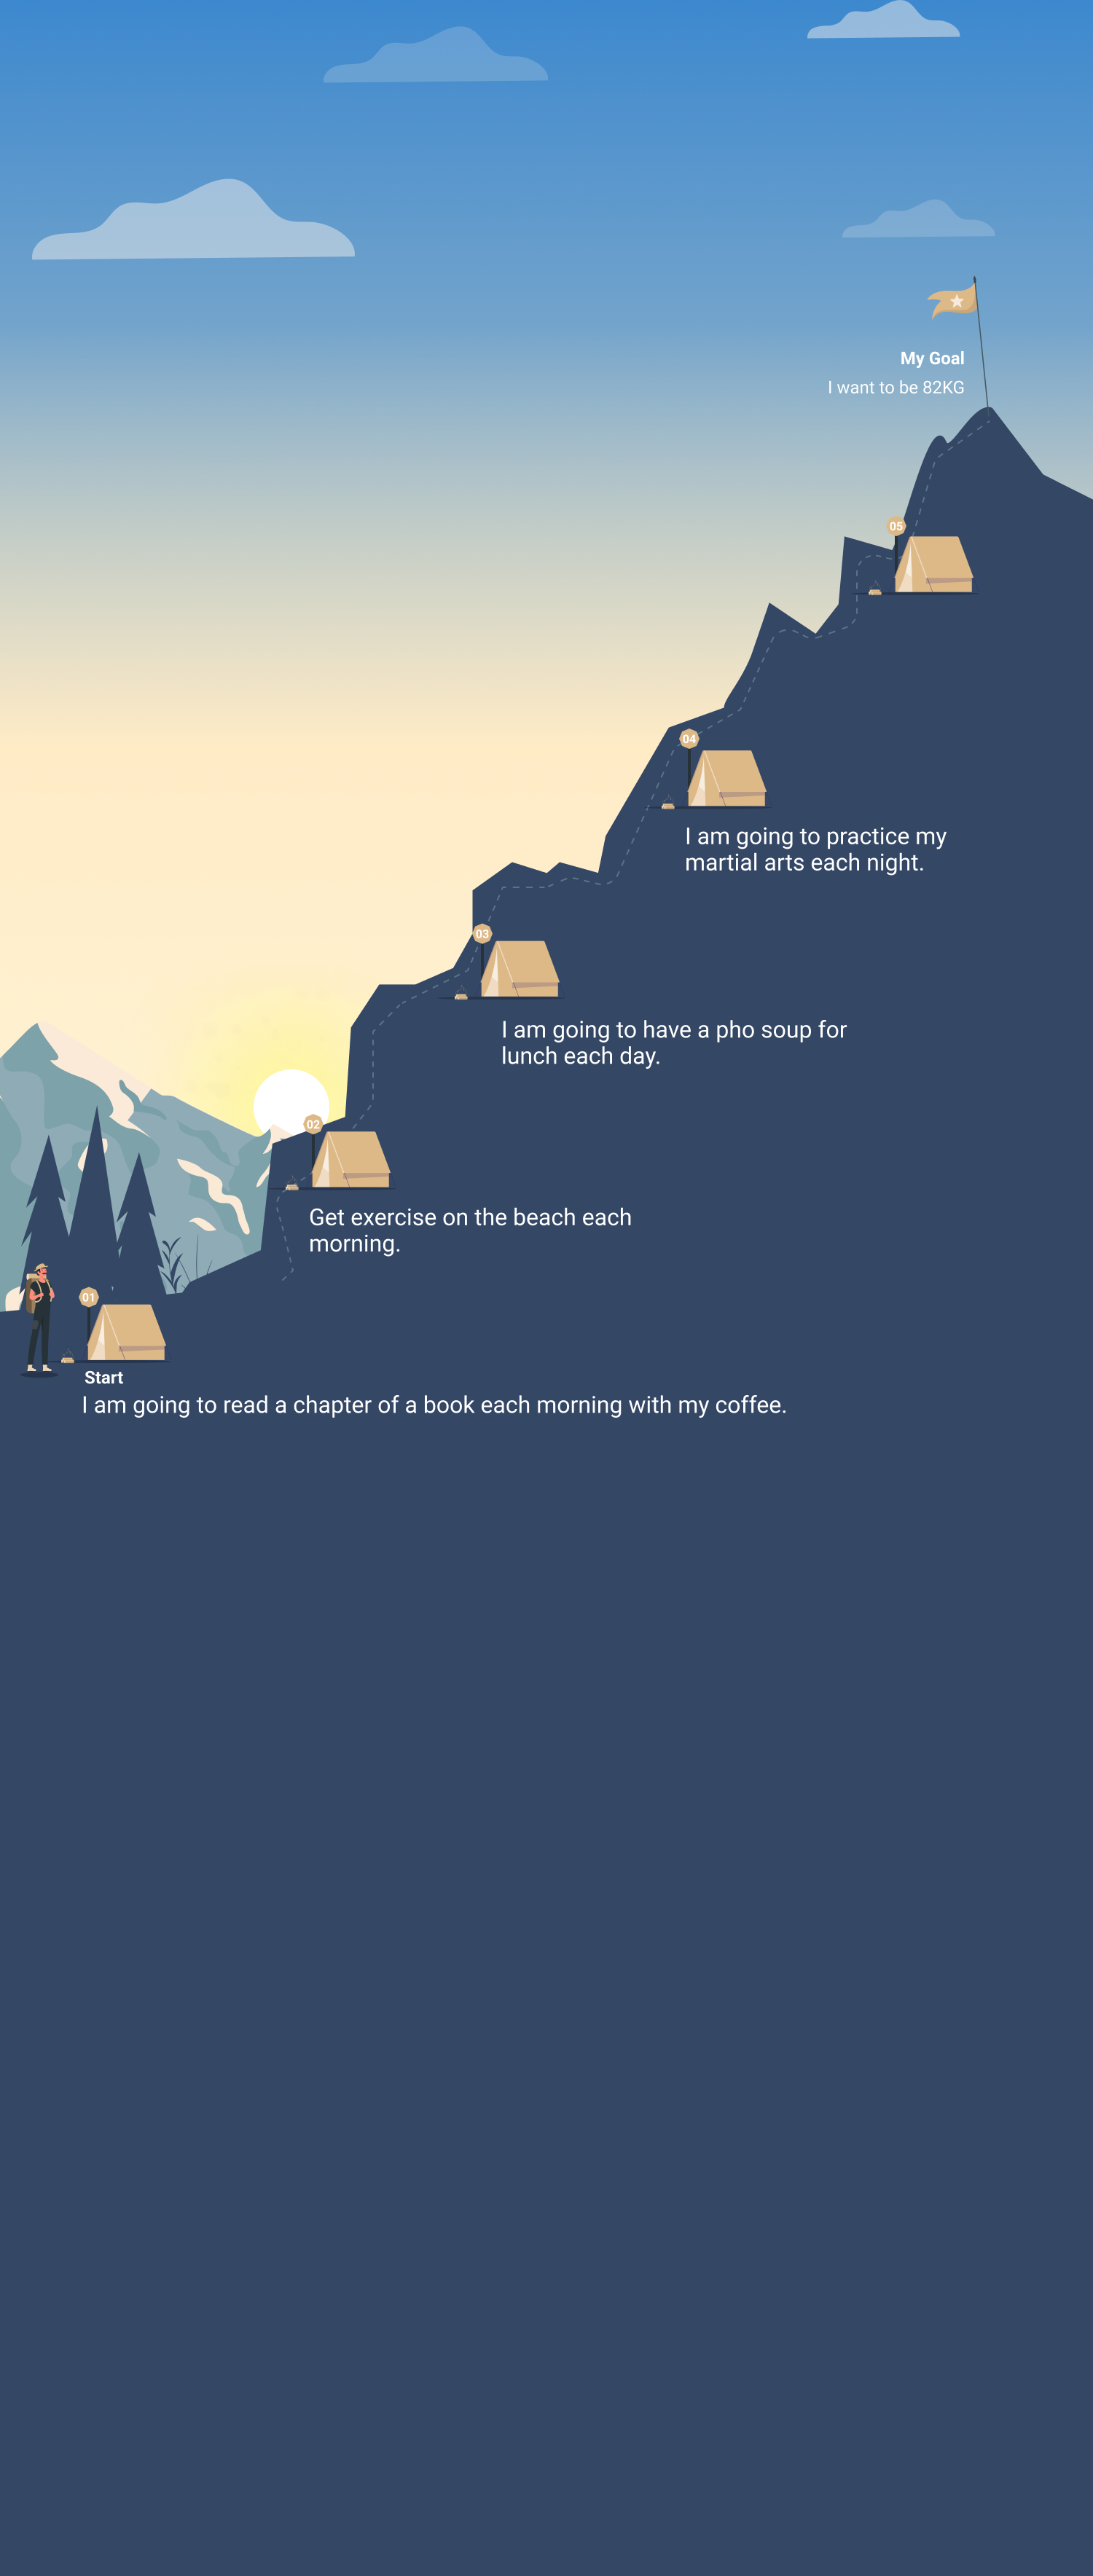 My Goal
I want to be 82KG
05
04
I am going to practice my
martial arts each night.
03
I am going to have a pho soup for
lunch each day.
02
Get exercise on the beach each
morning.
01
Start
I am going to read a chapter of a book each morning with my coffee.